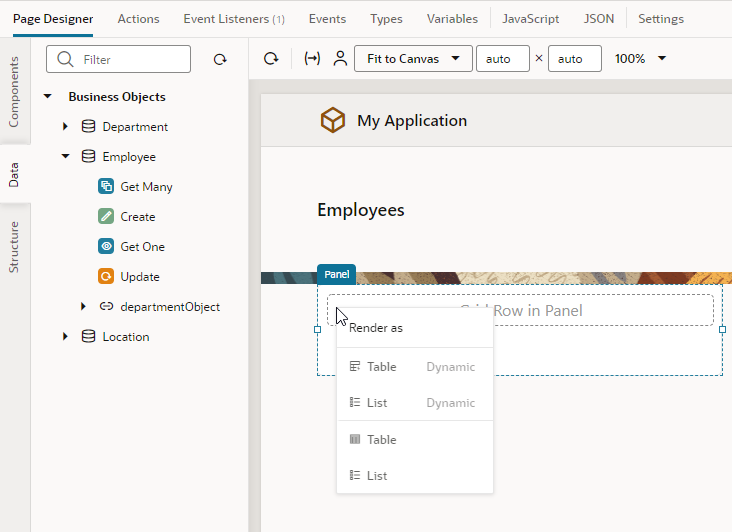 Page Designer Actions Event Listeners (1) Events Types Variables JavaScript JSON Settings
Components
Data
Structure
Filter
Business Objects
Department
Employee
Get Many
Create
Get One
Update
departmentObject
Location
Fit to Canvas auto × auto 100%
My Application
Employees
Panel
Grid Row in Panel
Render as
Table Dynamic
List Dynamic
Table
List